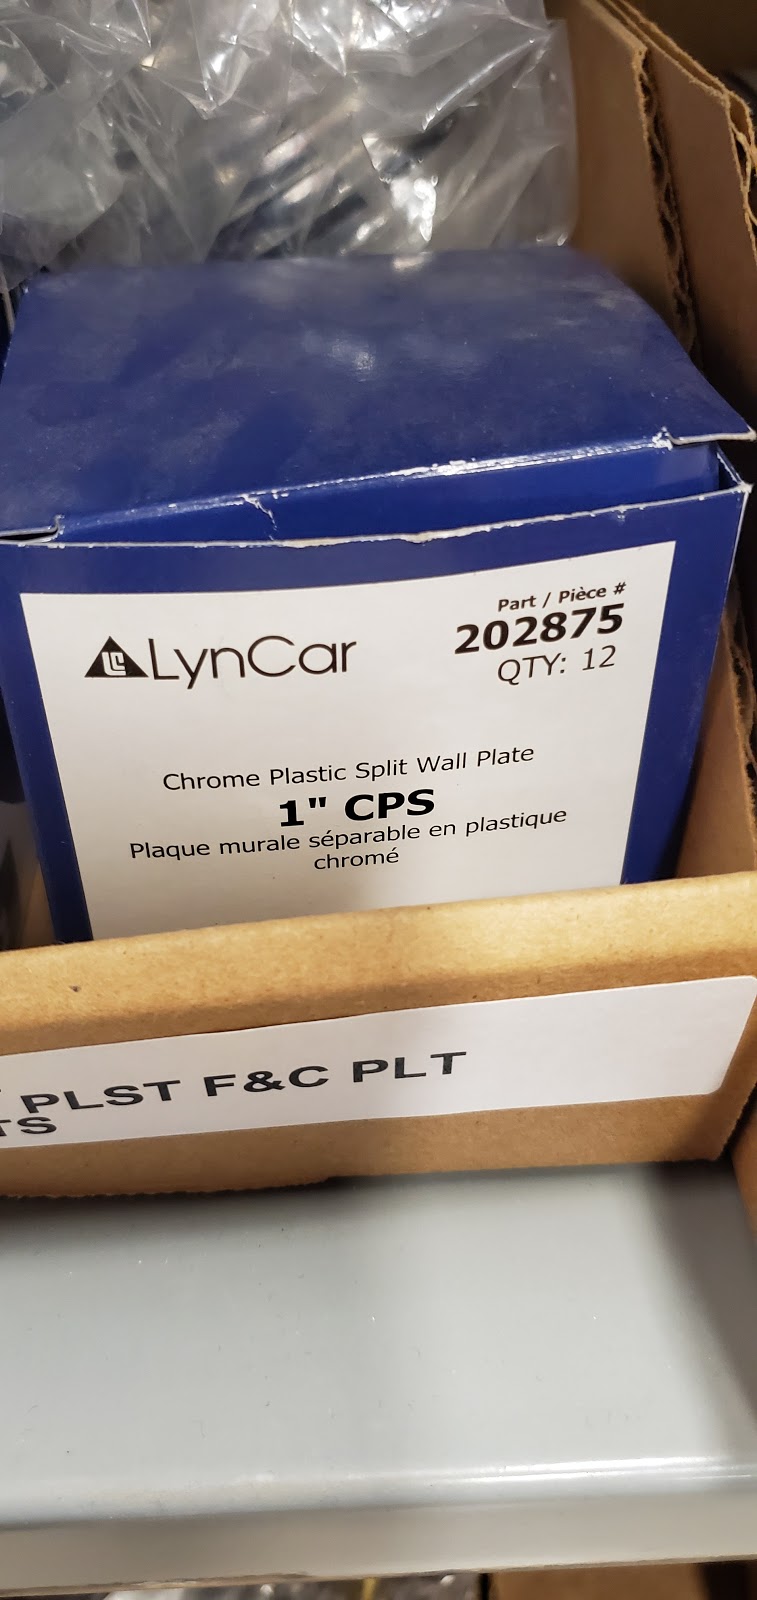 LC LynCar
Part / Pièce #
202875
QTY: 12
Chrome Plastic Split Wall Plate
1" CPS
Plaque murale séparable en plastique
chromé
PLST F&C PLT